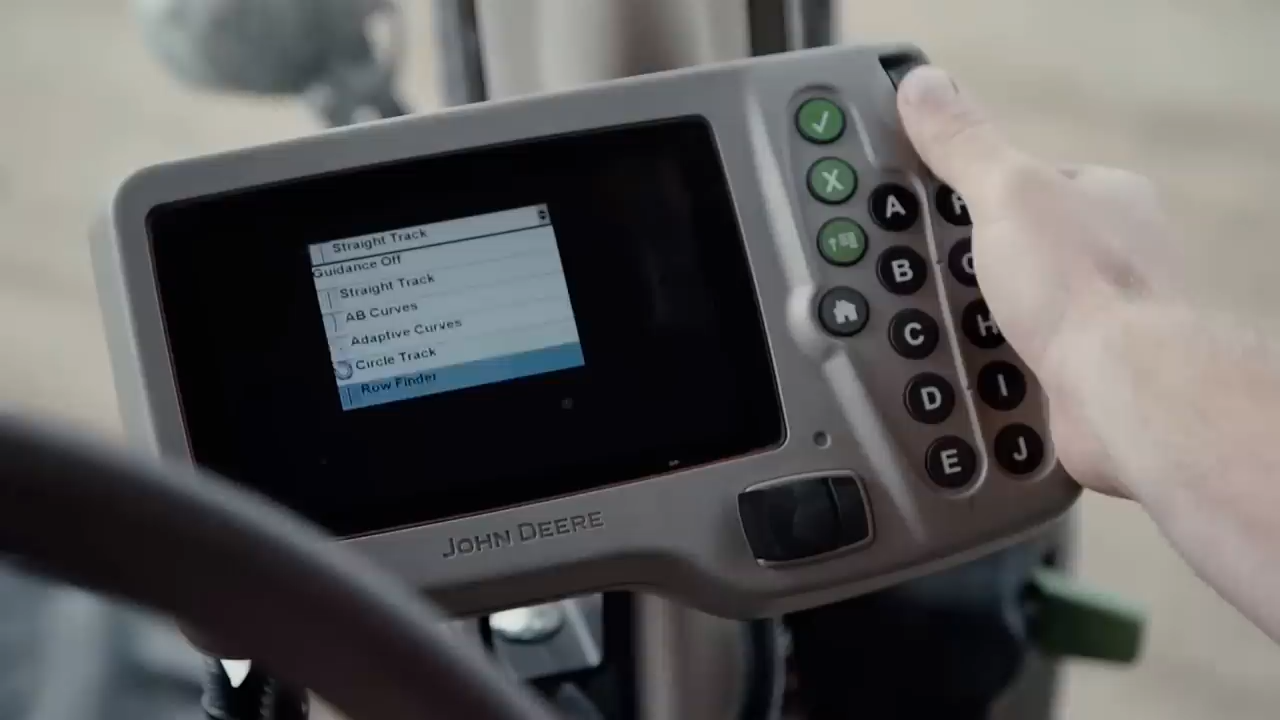 Straight Track
Guidance Off
Straight Track
AB Curves
Adaptive Curves
Circle Track
Row Finder
JOHN DEERE
X
A
B
C
D
E
H
I
J